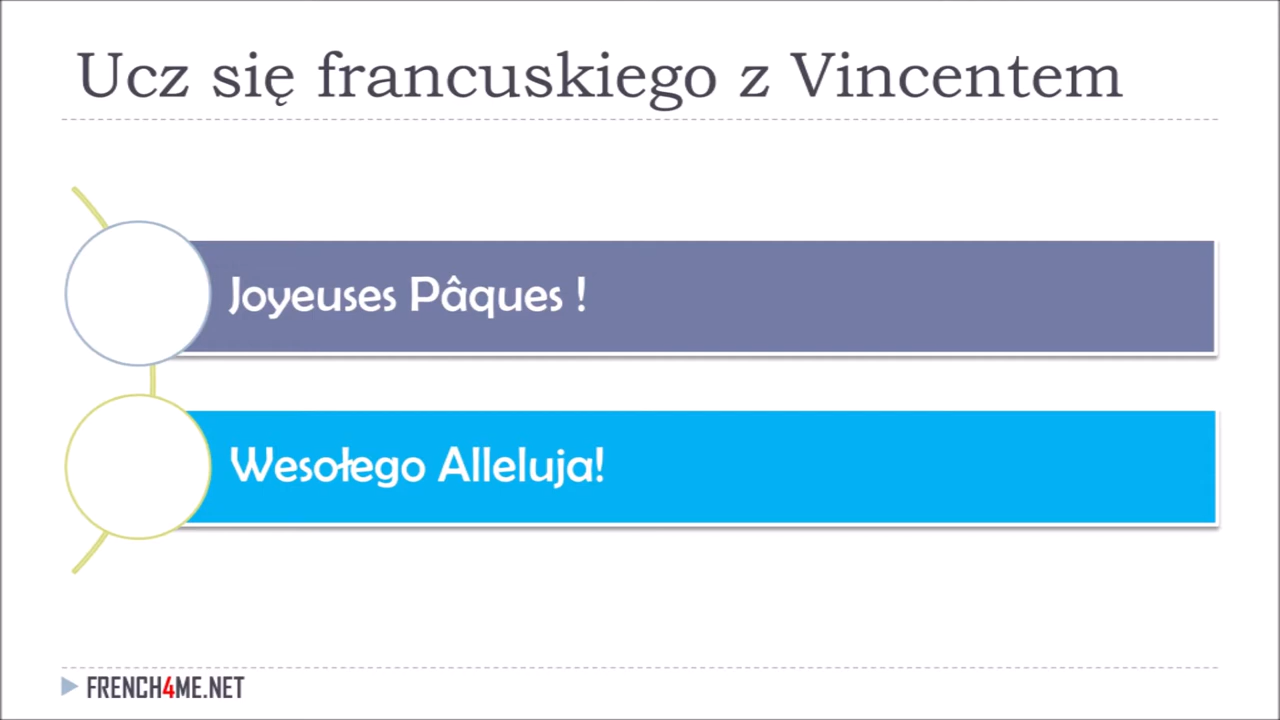 Ucz się francuskiego z Vincentem
Joyeuses Pâques !
Wesołego Alleluja!
FRENCH4ME.NET